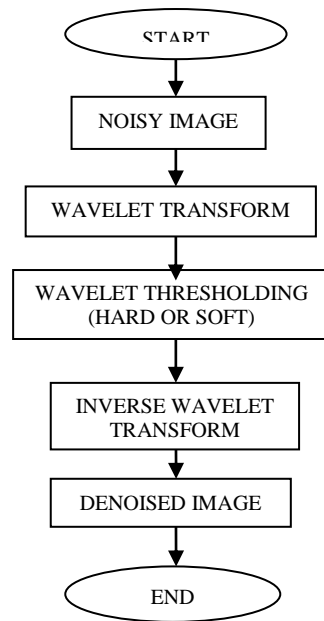 START
NOISY IMAGE
WAVELET TRANSFORM
WAVELET THRESHOLDING
(HARD OR SOFT)
INVERSE WAVELET
TRANSFORM
DENOISED IMAGE
END